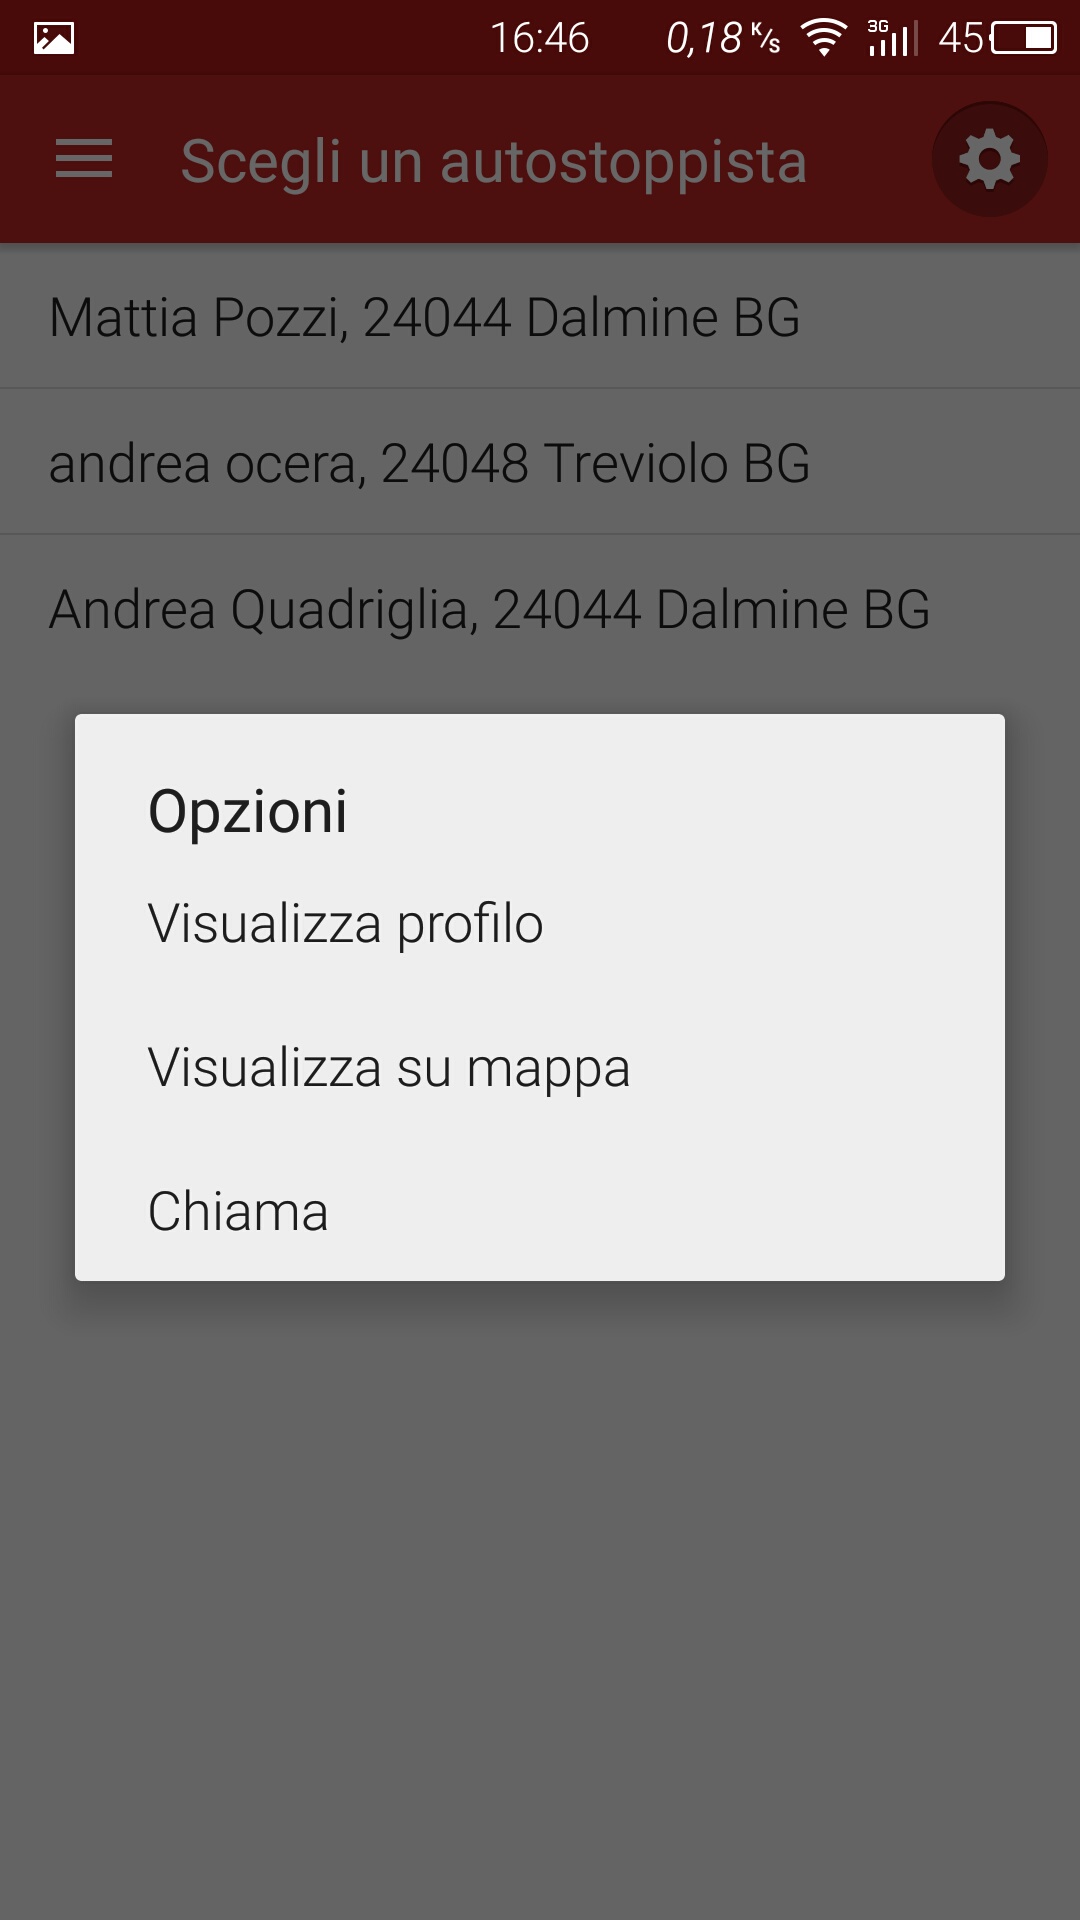 16:46 0,18 K/s 3G 45
Scegli un autostoppista
Mattia Pozzi, 24044 Dalmine BG
andrea ocera, 24048 Treviolo BG
Andrea Quadriglia, 24044 Dalmine BG
Opzioni
Visualizza profilo
Visualizza su mappa
Chiama